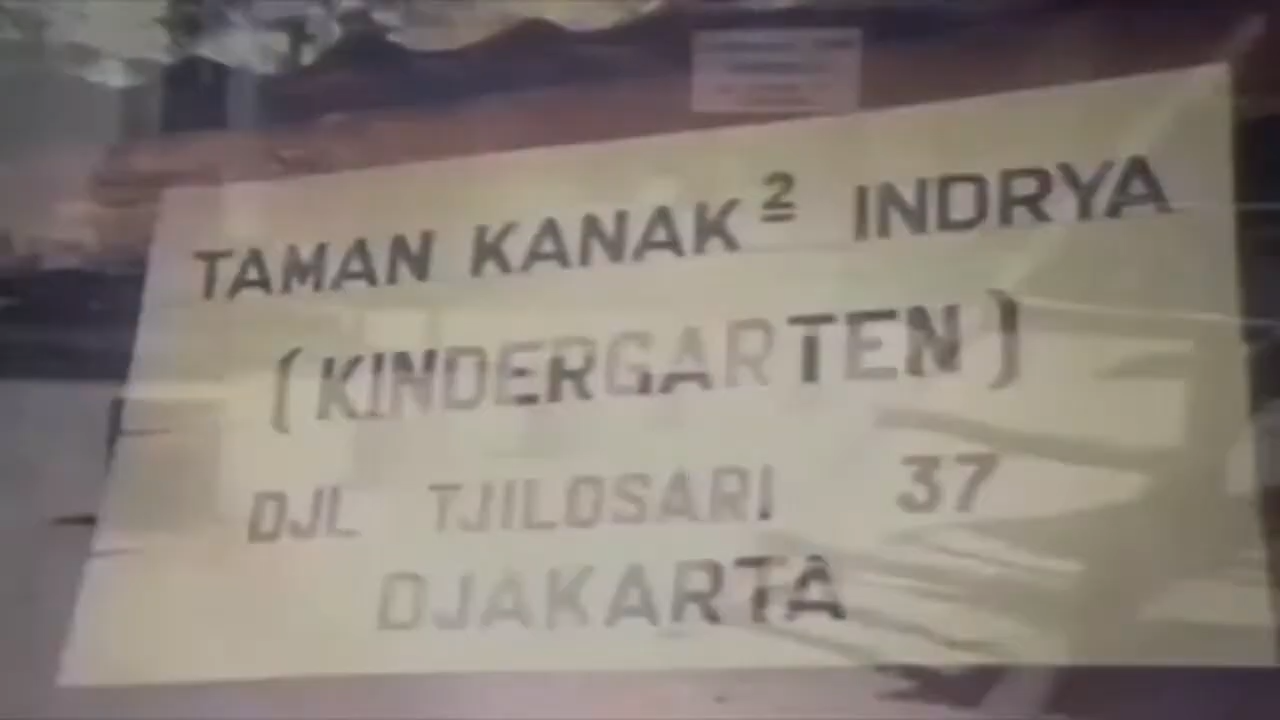 TAMAN KANAK² INDRYA
(KINDERGARTEN)
DJL TJILOSARI 37
DJAKARTA